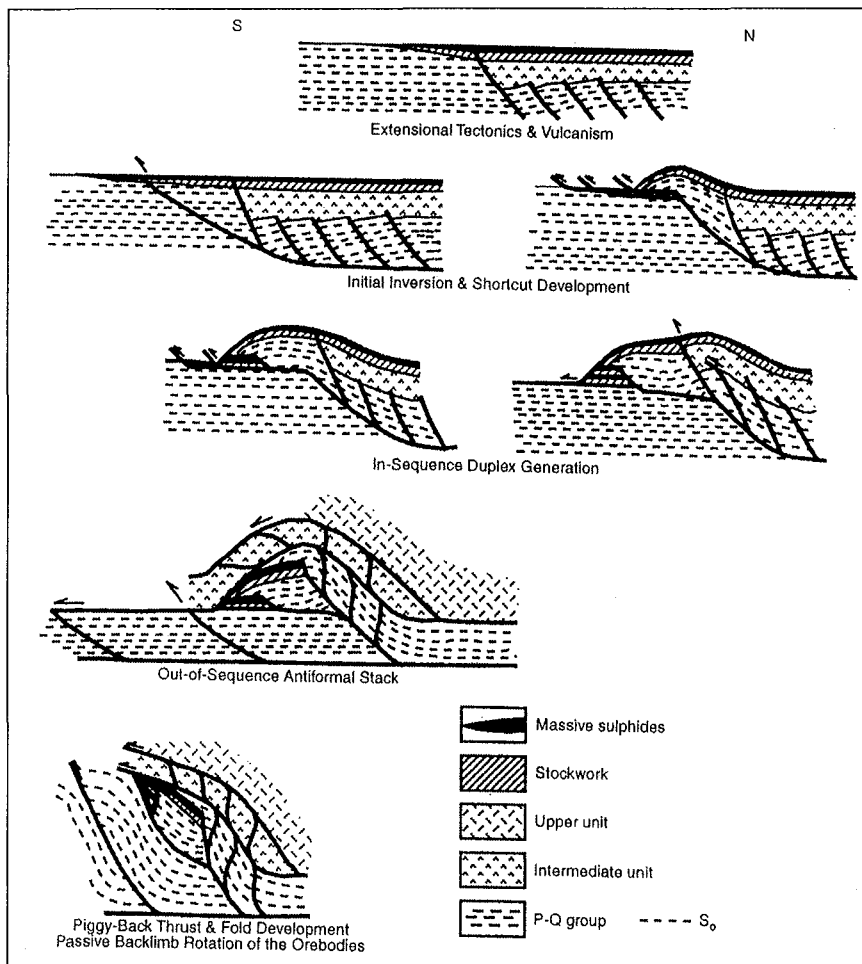 S
N
Extensional Tectonics & Vulcanism
Initial Inversion & Shortcut Development
In-Sequence Duplex Generation
Out-of-Sequence Antiformal Stack
Massive sulphides
Stockwork
Upper unit
Intermediate unit
P-Q group
S₀
Piggy-Back Thrust & Fold Development
Passive Backlimb Rotation of the Orebodies